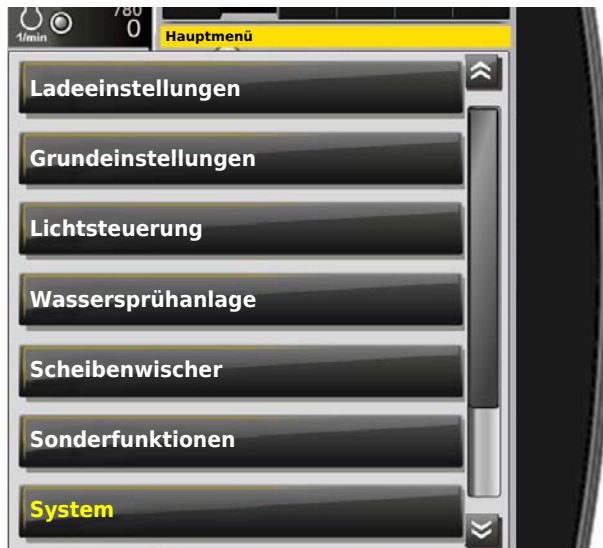 780
0
1/min
Hauptmenü
Ladeeinstellungen
Grundeinstellungen
Lichtsteuerung
Wassersprühanlage
Scheibenwischer
Sonderfunktionen
System